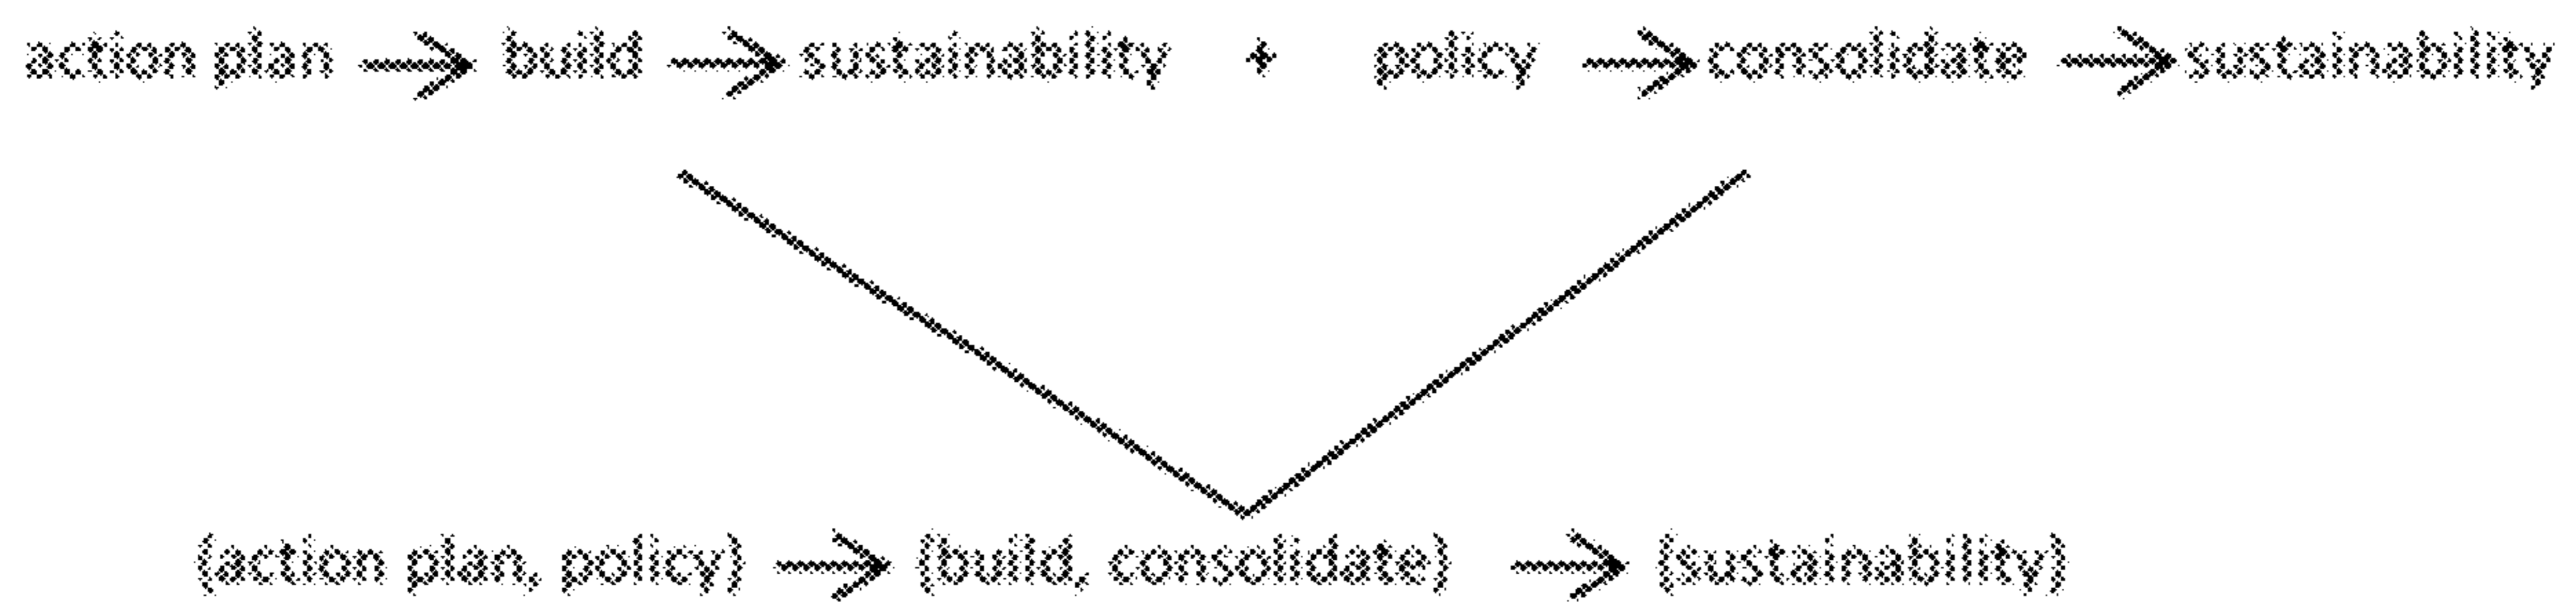 action plan → build → sustainability + policy → consolidate → sustainability
{action plan, policy} → {build, consolidate} → {sustainability}